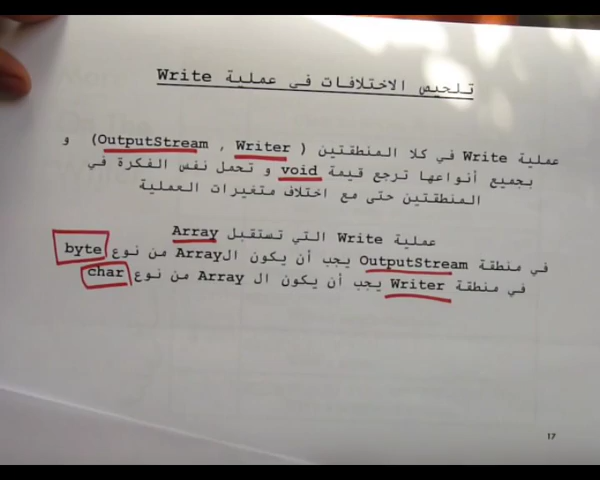 تلخيص الاختلافات في عملية Write
عملية Write في كلا المنطقتين ( OutputStream , Writer) و
بجميع أنواعها ترجع قيمة void و تحمل نفس الفكرة في
المنطقتين حتى مع اختلاف متغيرات العملية
عملية Write التي تستقبل Array
في منطقة OutputStream يجب أن يكون الArray من نوع byte
في منطقة Writer يجب أن يكون ال Array من نوع char
17